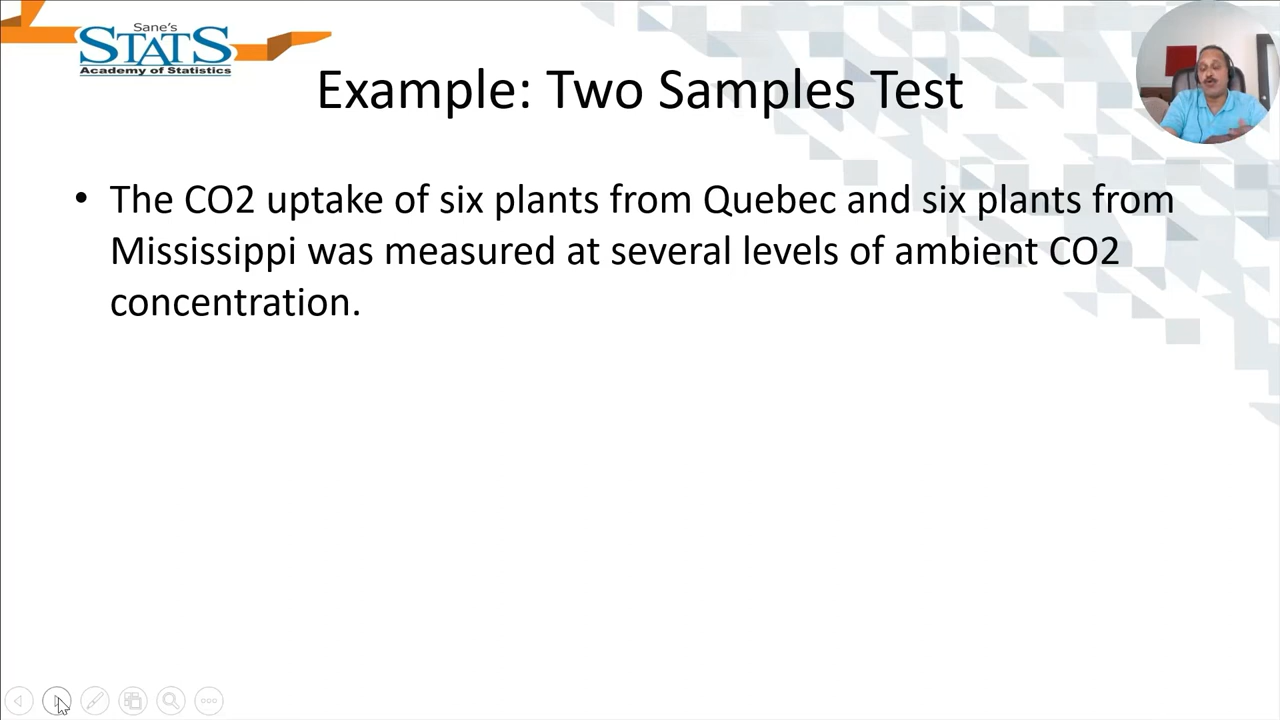 Sane's
STATS
Academy of Statistics
Example: Two Samples Test
• The CO2 uptake of six plants from Quebec and six plants from
Mississippi was measured at several levels of ambient CO2
concentration.